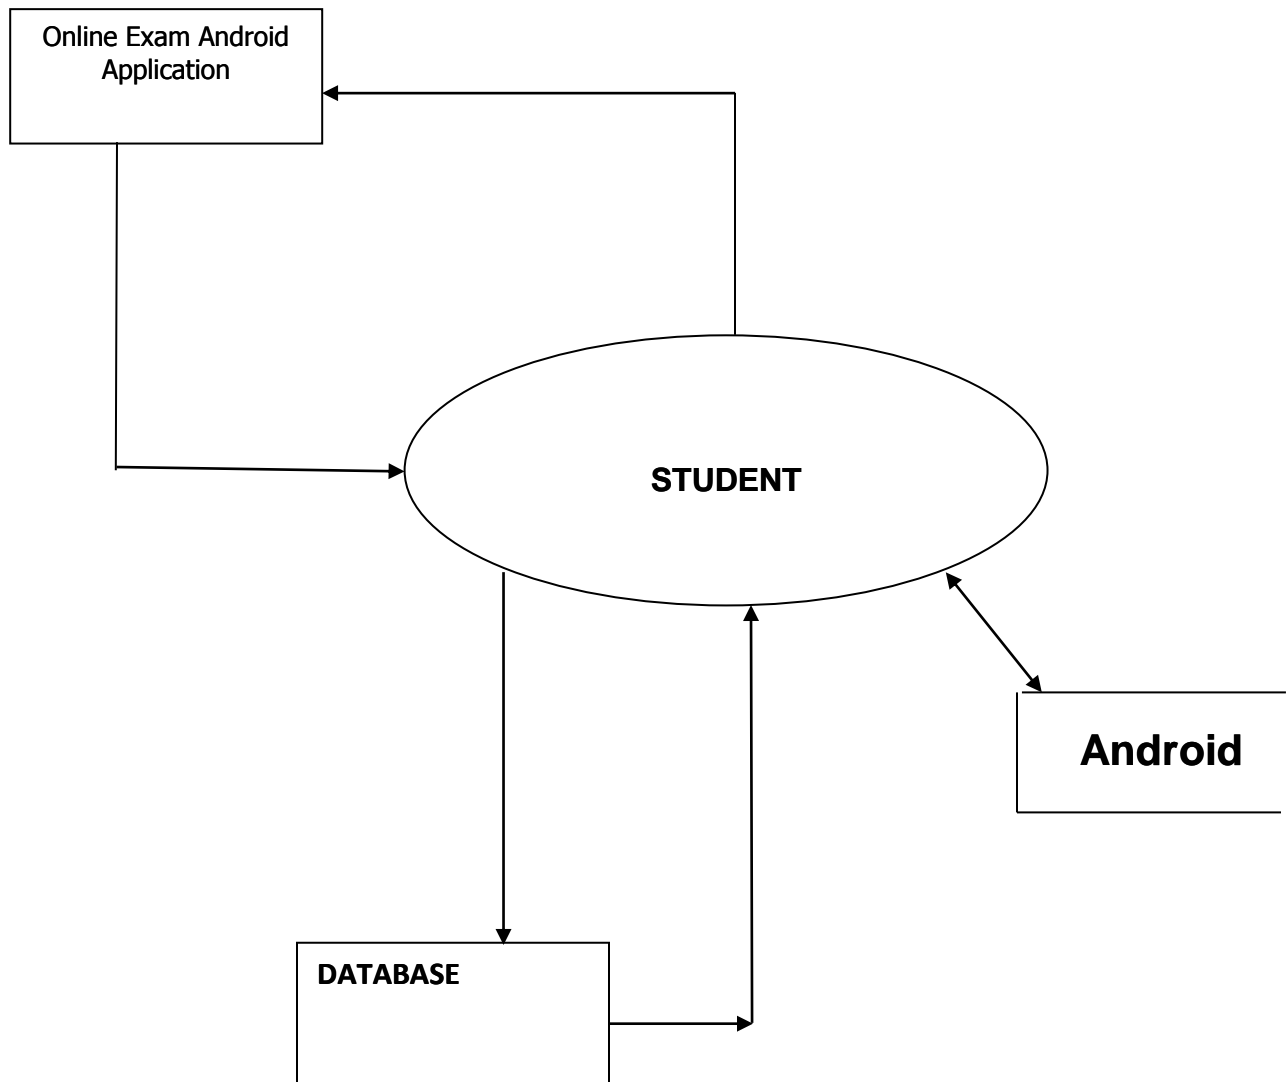 Online Exam Android
Application
STUDENT
Android
DATABASE